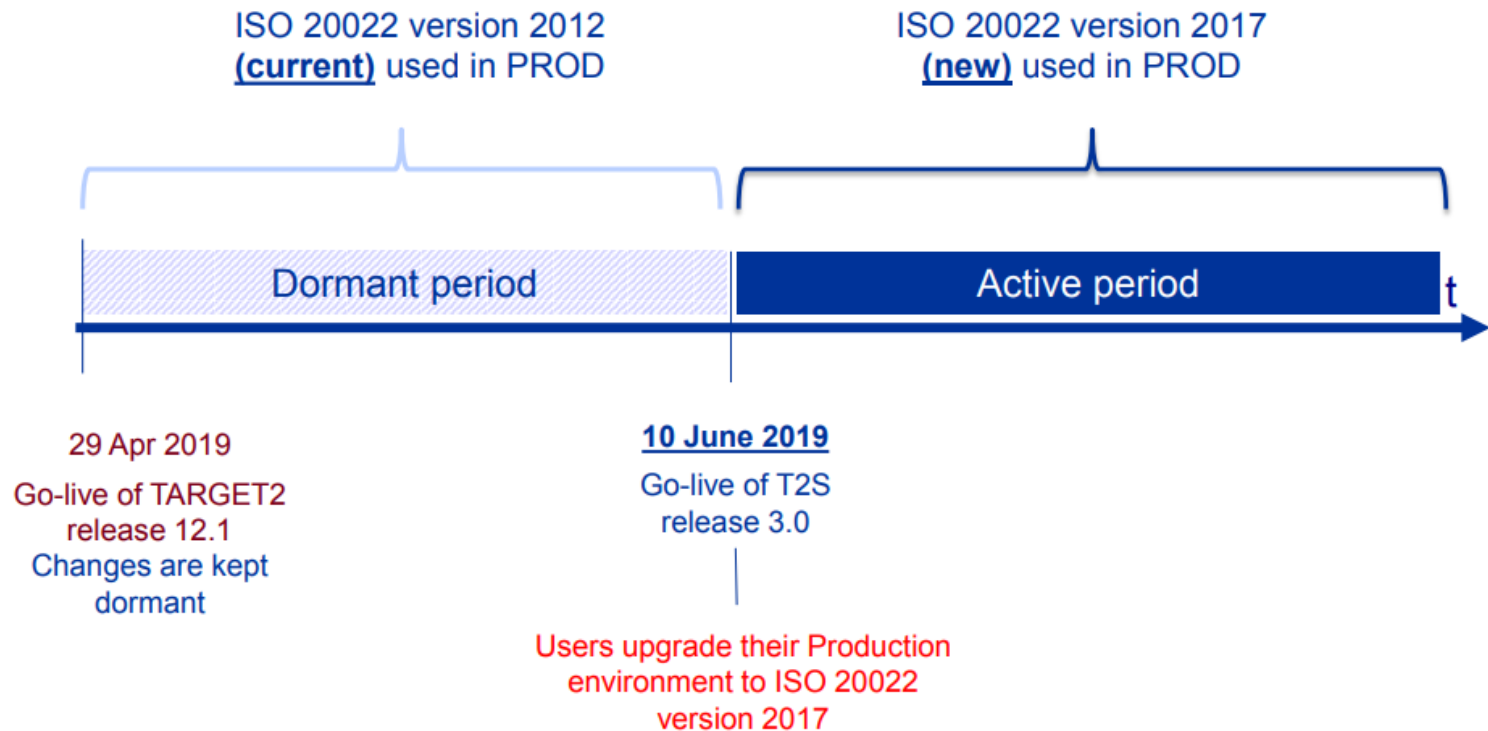 ISO 20022 version 2012
(current) used in PROD
ISO 20022 version 2017
(new) used in PROD
Dormant period
Active period
t
29 Apr 2019
Go-live of TARGET2
release 12.1
Changes are kept
dormant
10 June 2019
Go-live of T2S
release 3.0
Users upgrade their Production
environment to ISO 20022
version 2017